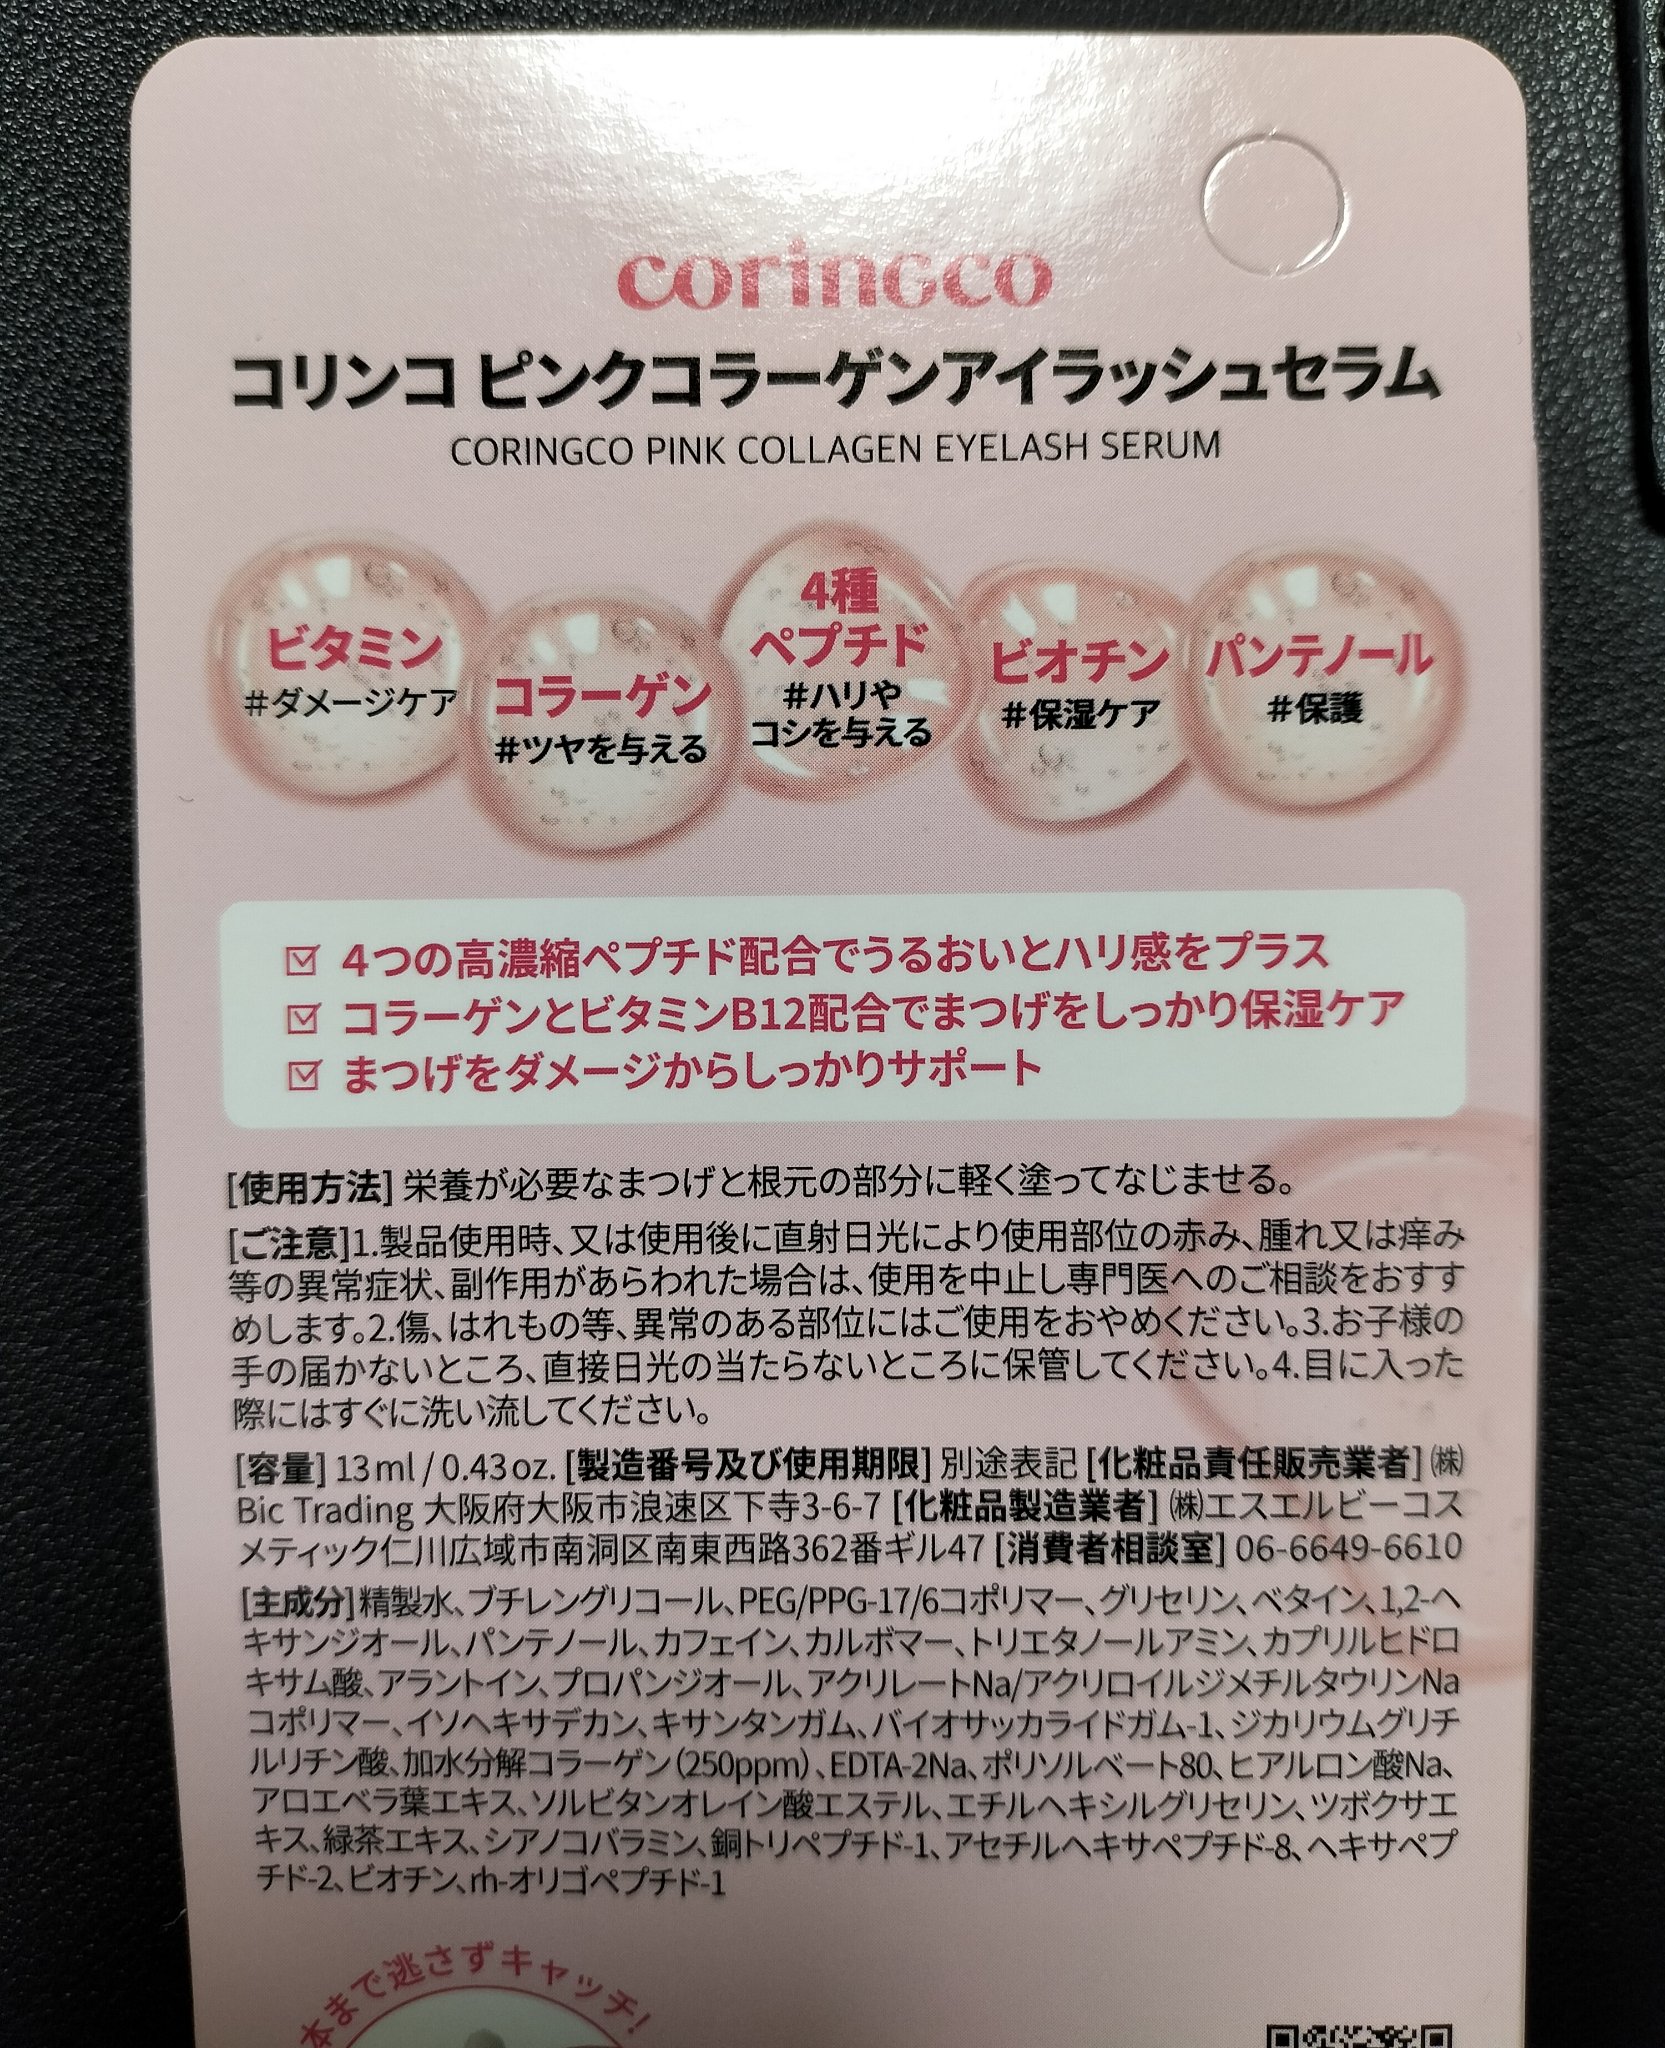 coringco
コリンコ ピンクコラーゲンアイラッシュセラム
CORINGCO PINK COLLAGEN EYELASH SERUM
ビタミン
#ダメージケア
コラーゲン
#ツヤを与える
4種
ペプチド
#ハリや
コシを与える
ビオチン
#保湿ケア
パンテノール
#保護
4つの高濃縮ペプチド配合でうるおいとハリ感をプラス
コラーゲンとビタミンB12配合でまつげをしっかり保湿ケア
まつげをダメージからしっかりサポート
[使用方法] 栄養が必要なまつげと根元の部分に軽く塗ってなじませる。
[ご注意]1.製品使用時、又は使用後に直射日光により使用部位の赤み、腫れ又は痒み
等の異常症状、副作用があらわれた場合は、使用を中止し専門医へのご相談をおすす
めします。2.傷、はれもの等、異常のある部位にはご使用をおやめください。3.お子様の
手の届かないところ、直接日光の当たらないところに保管してください。4.目に入った
際にはすぐに洗い流してください。
[容量] 13ml / 0.43oz. [製造番号及び使用期限] 別途表記 [化粧品責任販売業者] ㈱
Bic Trading 大阪府大阪市浪速区下寺3-6-7 [化粧品製造業者] ㈱エスエルビーコス
メティック仁川広域市南洞区南東西路362番ギル47 [消費者相談室] 06-6649-6610
[主成分]精製水、ブチレングリコール、PEG/PPG-17/6コポリマー、グリセリン、ベタイン、1,2-ヘ
キサンジオール、パンテノール、カフェイン、カルボマー、トリエタノールアミン、カプリルヒドロ
キサム酸、アラントイン、プロパンジオール、アクリレートNa/アクリロイルジメチルタウリンNa
コポリマー、イソヘキサデカン、キサンタンガム、バイオサッカライドガム-1、ジカリウムグリチ
ルリチン酸、加水分解コラーゲン(250ppm)、EDTA-2Na、ポリソルベート80、ヒアルロン酸Na、
アロエベラ葉エキス、ソルビタンオレイン酸エステル、エチルヘキシルグリセリン、ツボクサエ
キス、緑茶エキス、シアノコバラミン、銅トリペプチド-1、アセチルヘキサペプチド-8、ヘキサペプ
チド-2、ビオチン、rh-オリゴペプチド-1
本まで逃さずキャッチ!